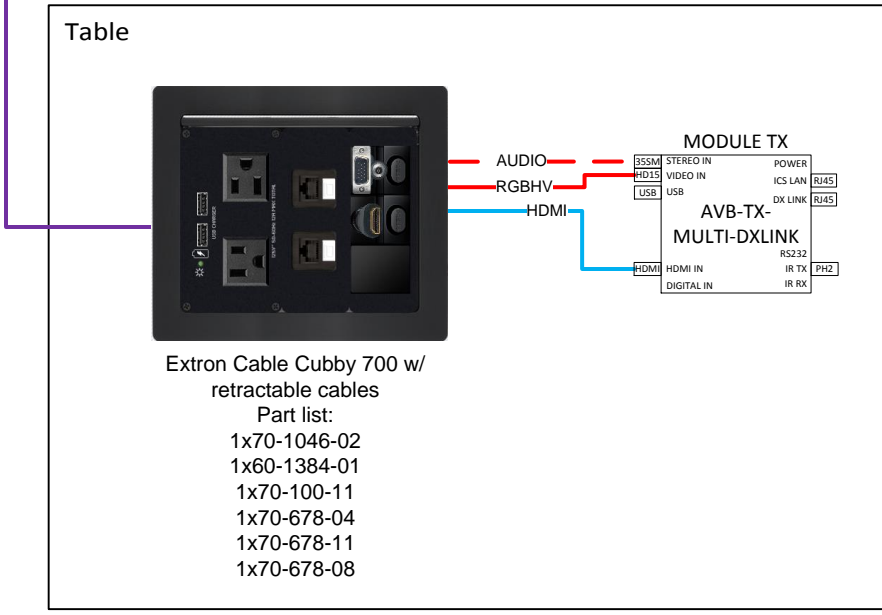 Table
USB CHARGER
AUDIO
RGBHV
HDMI
MODULE TX
35SM
STEREO IN
POWER
HD15
VIDEO IN
ICS LAN
RJ45
USB
USB
DX LINK
RJ45
AVB-TX-
MULTI-DXLINK
RS232
HDMI
HDMI IN
IR TX
PH2
DIGITAL IN
IR RX
Extron Cable Cubby 700 w/
retractable cables
Part list:
1x70-1046-02
1x60-1384-01
1x70-100-11
1x70-678-04
1x70-678-11
1x70-678-08